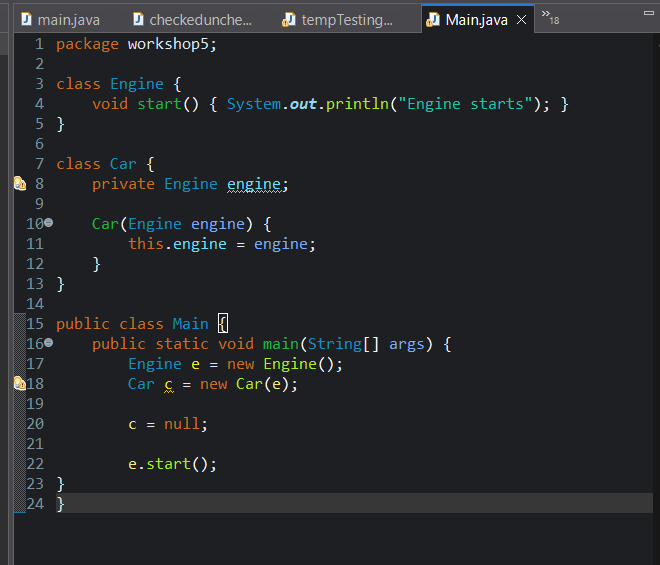 main.java checkedunche... tempTesting... Main.java 18
1 package workshop5;
2
3 class Engine {
4     void start() { System.out.println("Engine starts"); }
5 }
6
7 class Car {
8     private Engine engine;
9
10     Car(Engine engine) {
11         this.engine = engine;
12     }
13 }
14
15 public class Main {
16     public static void main(String[] args) {
17         Engine e = new Engine();
18         Car c = new Car(e);
19
20         c = null;
21
22         e.start();
23 }
24 }